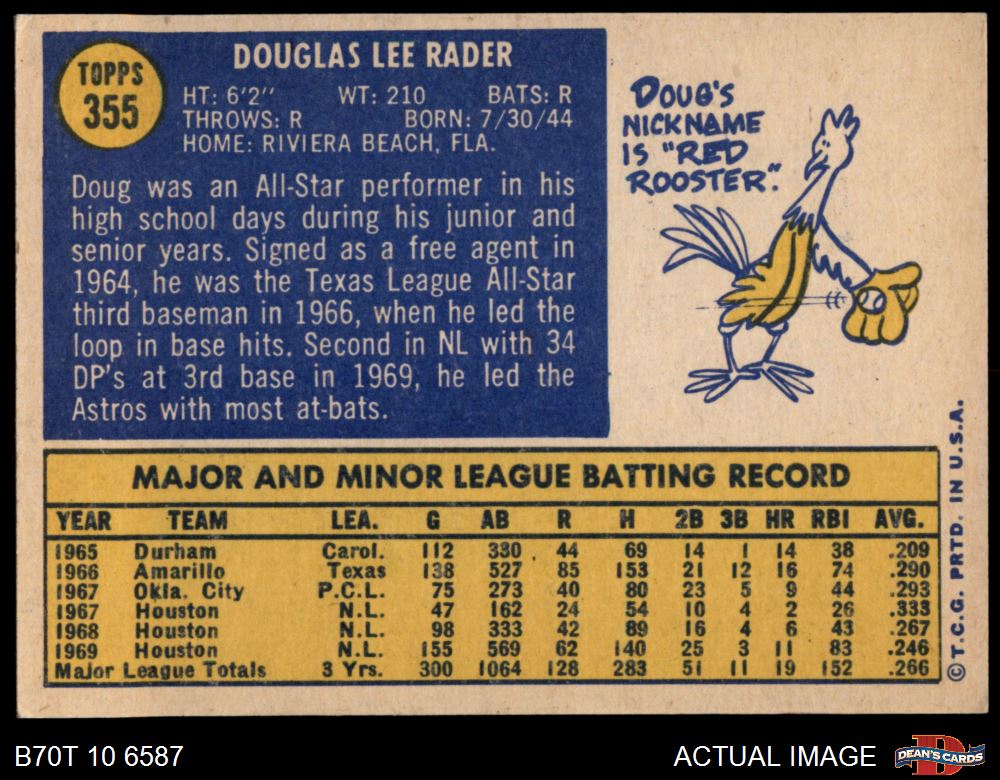 TOPPS
355
DOUGLAS LEE RADER
HT: 6'2" WT: 210 BATS: R
THROWS: R BORN: 7/30/44
HOME: RIVIERA BEACH, FLA.
Doug was an All-Star performer in his
high school days during his junior and
senior years. Signed as a free agent in
1964, he was the Texas League All-Star
third baseman in 1966, when he led the
loop in base hits. Second in NL with 34
DP's at 3rd base in 1969, he led the
Astros with most at-bats.
DOUG'S
NICKNAME
IS "RED
ROOSTER."
MAJOR AND MINOR LEAGUE BATTING RECORD
YEAR TEAM LEA. G AB R H 2B 3B HR RBI AVG.
1965 Durham Carol. 112 330 44 69 14 1 14 38 .209
1966 Amarillo Texas 138 527 85 153 21 12 16 74 .290
1967 Okla. City P.C.L. 75 273 40 80 23 5 9 44 .293
1967 Houston N.L. 47 162 24 54 10 4 2 26 .333
1968 Houston N.L. 98 333 42 89 16 4 6 43 .267
1969 Houston N.L. 155 569 62 140 25 3 11 83 .246
Major League Totals 3 Yrs. 300 1064 128 283 51 11 19 152 .266
© T.C.G. PRTD. IN U.S.A.
B70T 10 6587
ACTUAL IMAGE
D
DEAN'S CARDS